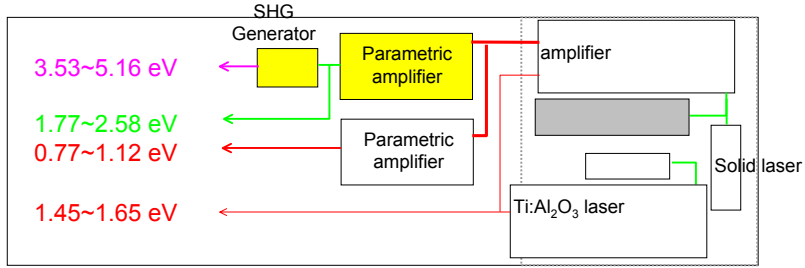 SHG
Generator
3.53~5.16 eV
Parametric
amplifier
amplifier
1.77~2.58 eV
0.77~1.12 eV
Parametric
amplifier
Solid laser
1.45~1.65 eV
Ti:Al₂O₃ laser